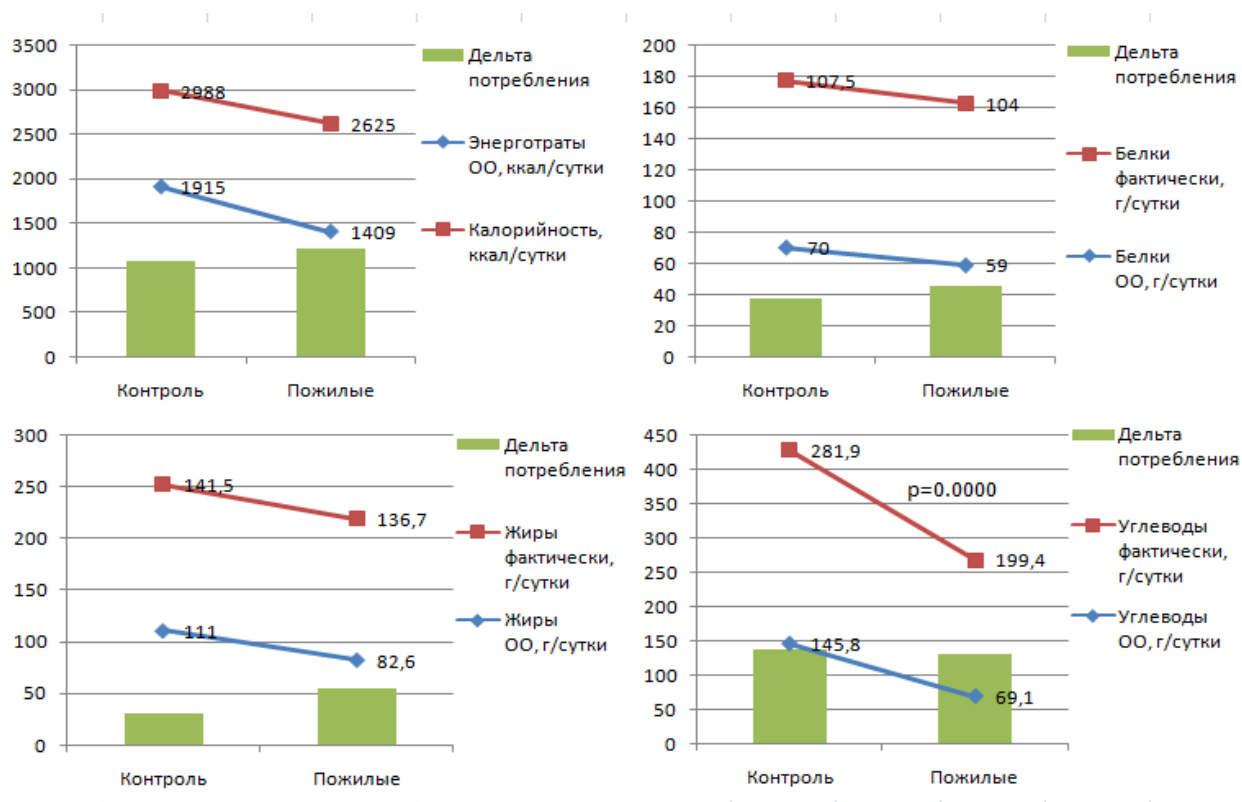 3500
3000
2500
2000
1500
1000
500
0
2988
2625
1915
1409
Контроль
Пожилые
Дельта
потребления
Энерготраты
ОО, ккал/сутки
Калорийность,
ккал/сутки
200
180
160
140
120
100
80
60
40
20
0
107,5
104
70
59
Контроль
Пожилые
Дельта
потребления
Белки
фактически,
г/сутки
Белки
ОО, г/сутки
300
250
200
150
100
50
0
141,5
136,7
111
82,6
Контроль
Пожилые
Дельта
потребления
Жиры
фактически,
г/сутки
Жиры
ОО, г/сутки
450
400
350
300
250
200
150
100
50
0
281,9
p=0.0000
199,4
145,8
69,1
Контроль
Пожилые
Дельта
потребления
Углеводы
фактически,
г/сутки
Углеводы
ОО, г/сутки